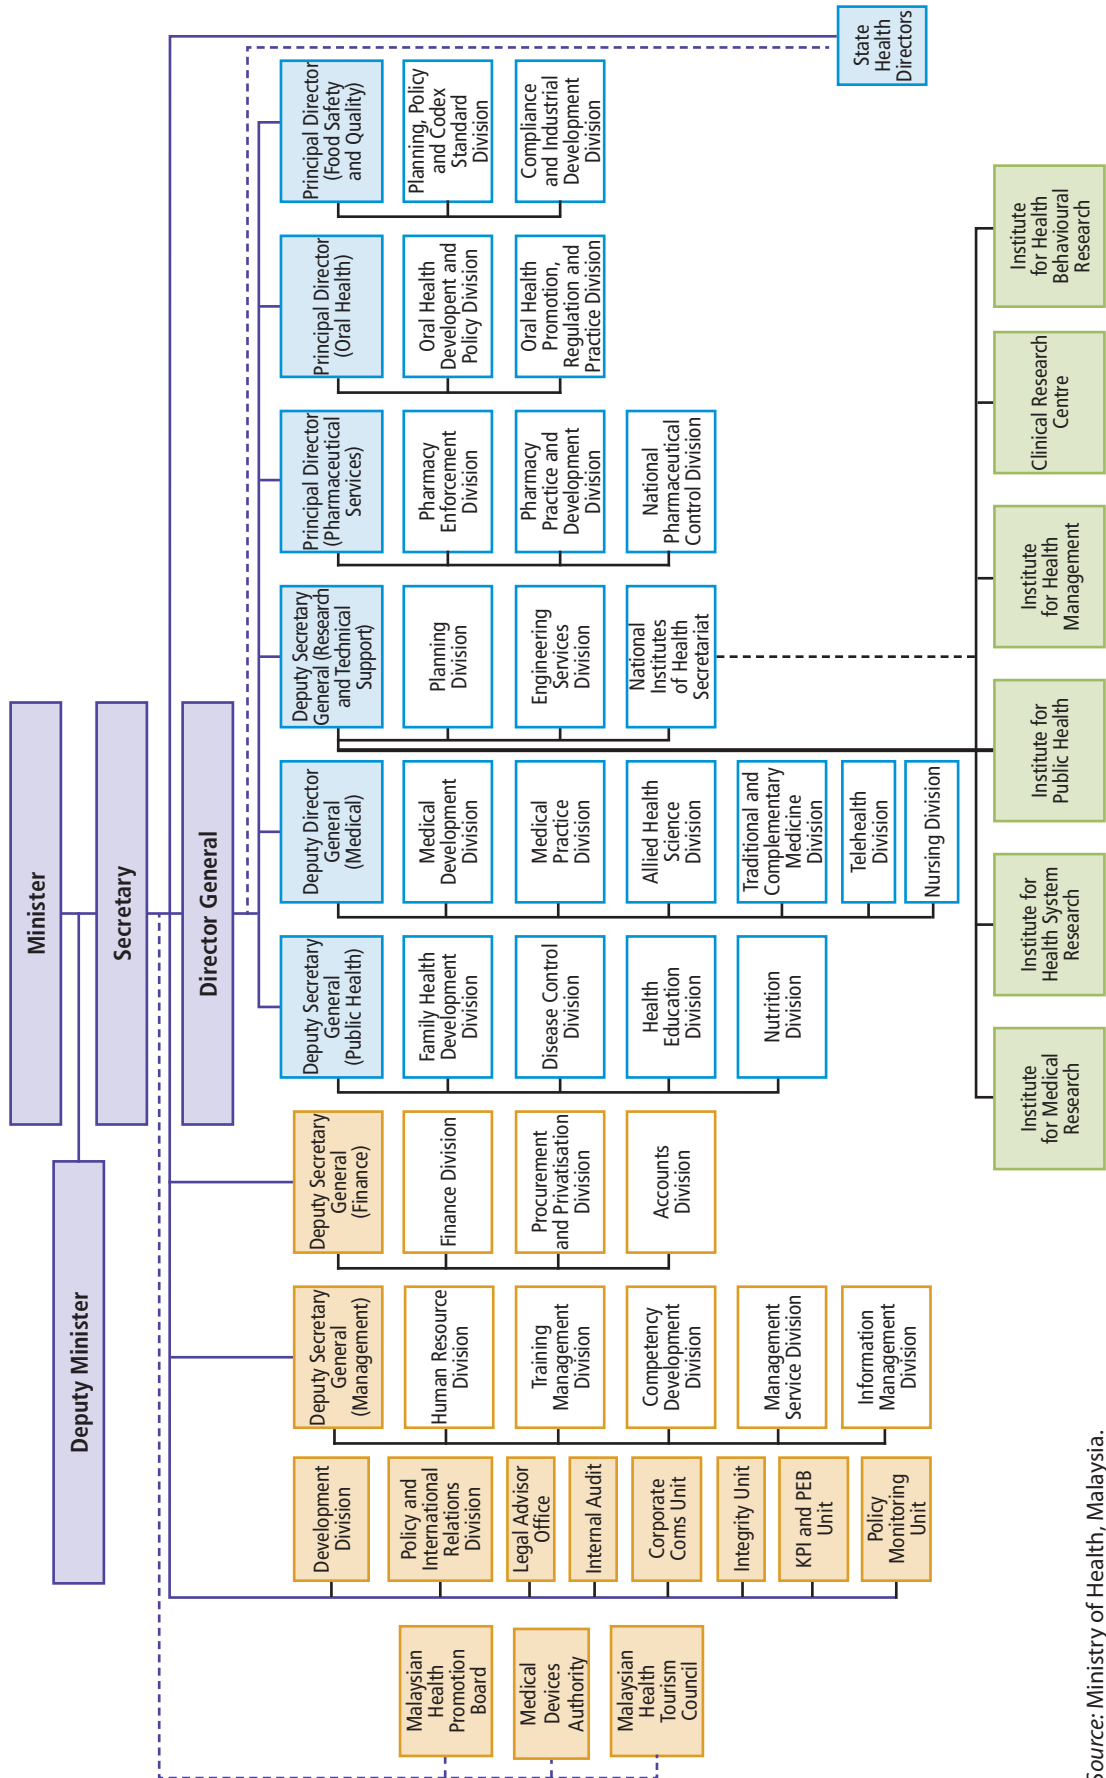 Minister
Deputy Minister
Secretary
Director General
Malaysian
Health
Promotion
Board
Medical
Devices
Authority
Malaysian
Health
Tourism
Council
Development
Division
Policy and
International
Relations
Division
Legal Advisor
Office
Internal Audit
Corporate
Coms Unit
Integrity Unit
KPI and PEB
Unit
Policy
Monitoring
Unit
Deputy Secretary
General
(Management)
Human Resource
Division
Training
Management
Division
Competency
Development
Division
Management
Service Division
Information
Management
Division
Deputy Secretary
General
(Finance)
Finance Division
Procurement
and Privatisation
Division
Accounts
Division
Deputy Secretary
General
(Public Health)
Family Health
Development
Division
Disease Control
Division
Health
Education
Division
Nutrition
Division
Deputy Director
General
(Medical)
Medical
Development
Division
Medical
Practice
Division
Allied Health
Science
Division
Traditional and
Complementary
Medicine
Division
Telehealth
Division
Nursing Division
Deputy Secretary
General (Research
and Technical
Support)
Planning
Division
Engineering
Services
Division
National
Institutes
of Health
Secretariat
Principal Director
(Pharmaceutical
Services)
Pharmacy
Enforcement
Division
Pharmacy
Practice and
Development
Division
National
Pharmaceutical
Control Division
Principal Director
(Oral Health)
Oral Health
Developent and
Policy Division
Oral Health
Promotion,
Regulation and
Practice Division
Principal Director
(Food Safety
and Quality)
Planning, Policy
and Codex
Standard
Division
Compliance
and Industrial
Development
Division
State
Health
Directors
Institute
for Medical
Research
Institute for
Health System
Research
Institute for
Public Health
Institute
for Health
Management
Clinical Research
Centre
Institute
for Health
Behavioural
Research
Source: Ministry of Health, Malaysia.